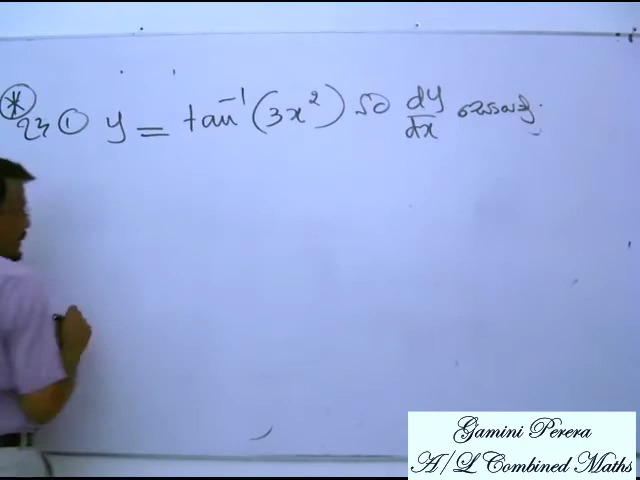 ① y = tan⁻¹(3x²) නම් dy/dx සොයන්න.
Gamini Perera
A/L Combined Maths